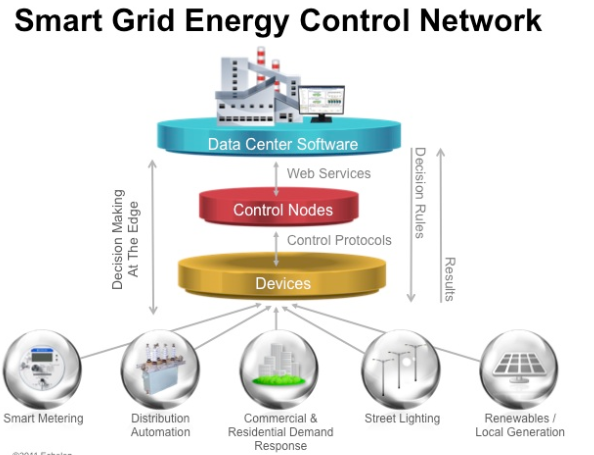 Smart Grid Energy Control Network
Data Center Software
Web Services
Control Nodes
Control Protocols
Devices
Decision Making
At The Edge
Decision Rules
Results
Smart Metering
Distribution
Automation
Commercial &
Residential Demand
Response
Street Lighting
Renewables /
Local Generation